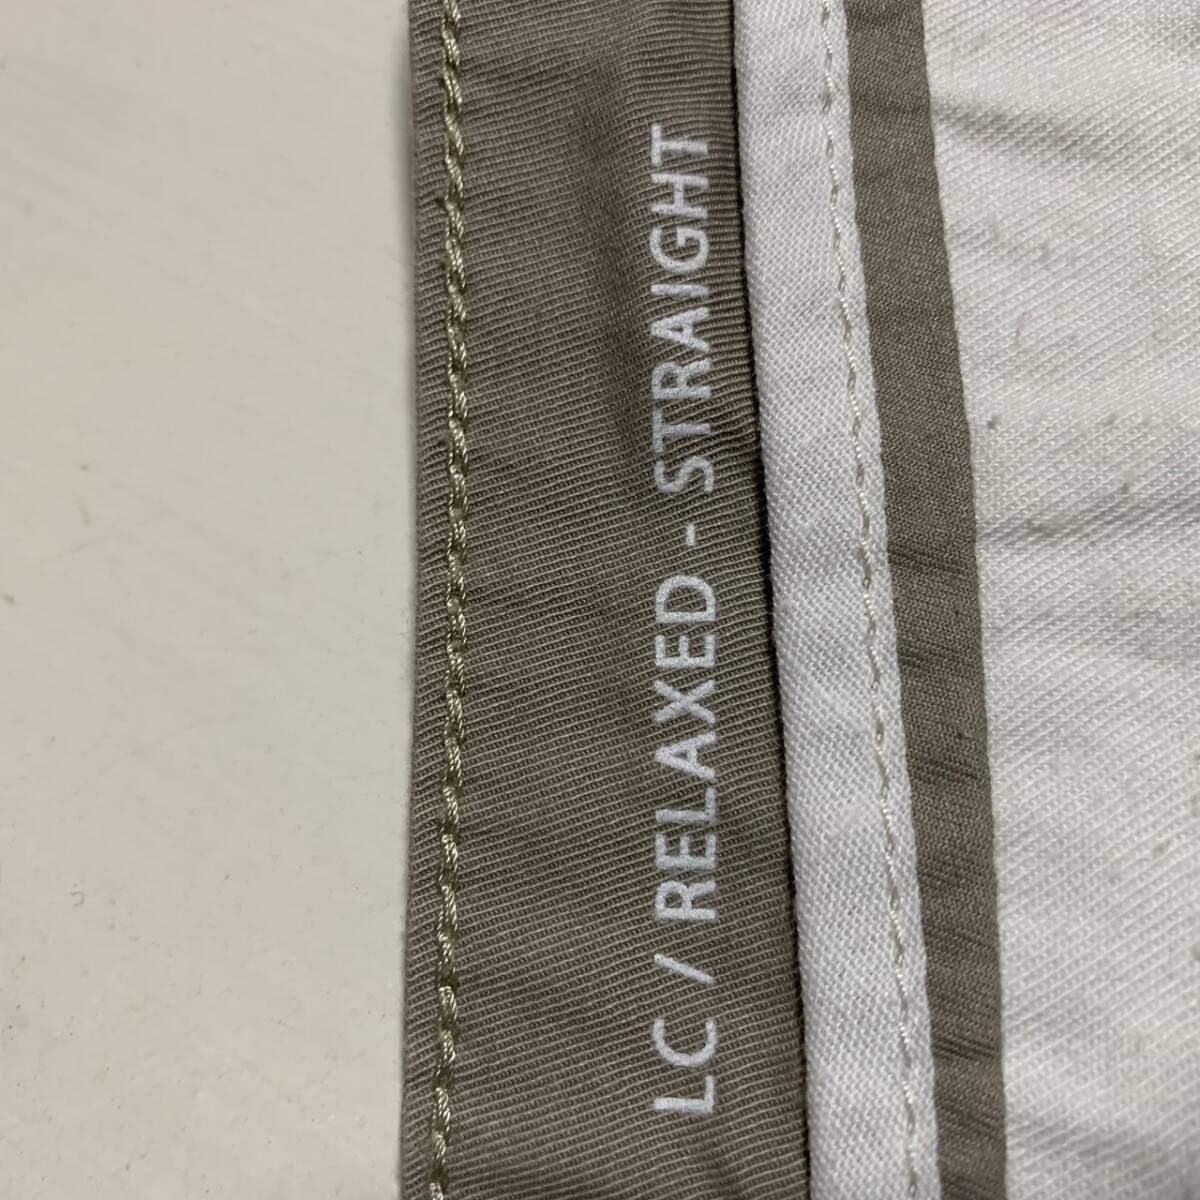 LC / RELAXED - STRAIGHT